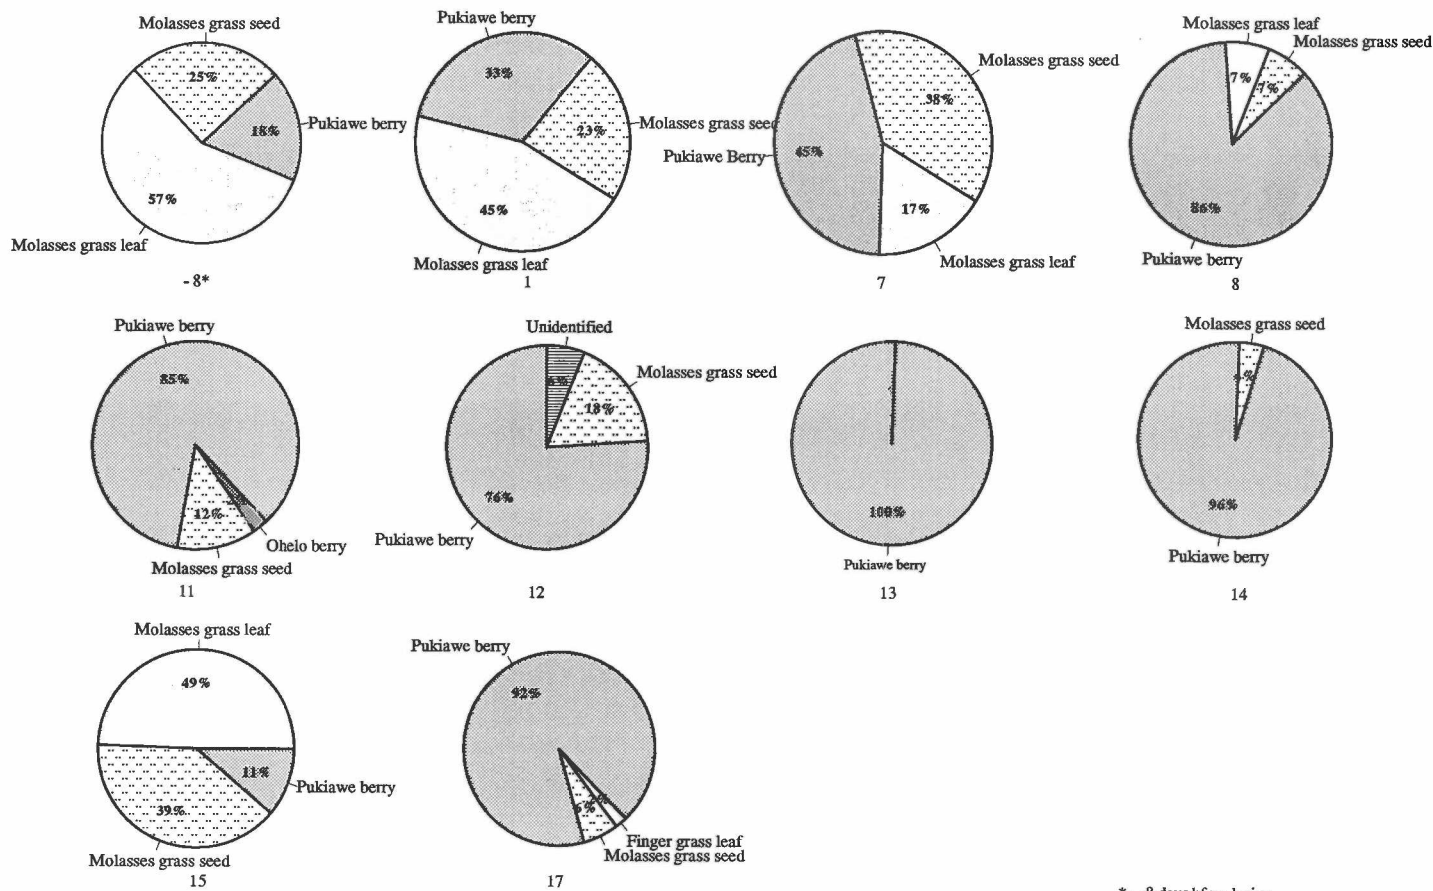 Molasses grass seed
25%
18%
Pukiawe berry
57%
Molasses grass leaf
- 8*
Pukiawe berry
33%
23%
Molasses grass seed
45%
Molasses grass leaf
1
Molasses grass seed
38%
Pukiawe Berry
45%
17%
Molasses grass leaf
7
Molasses grass leaf
Molasses grass seed
7%
7%
86%
Pukiawe berry
8
Pukiawe berry
85%
12%
Ohelo berry
Molasses grass seed
11
Unidentified
6%
Molasses grass seed
18%
76%
Pukiawe berry
12
100%
Pukiawe berry
13
Molasses grass seed
96%
Pukiawe berry
14
Molasses grass leaf
49%
11%
Pukiawe berry
39%
Molasses grass seed
15
Pukiawe berry
92%
6%
2%
Finger grass leaf
Molasses grass seed
17